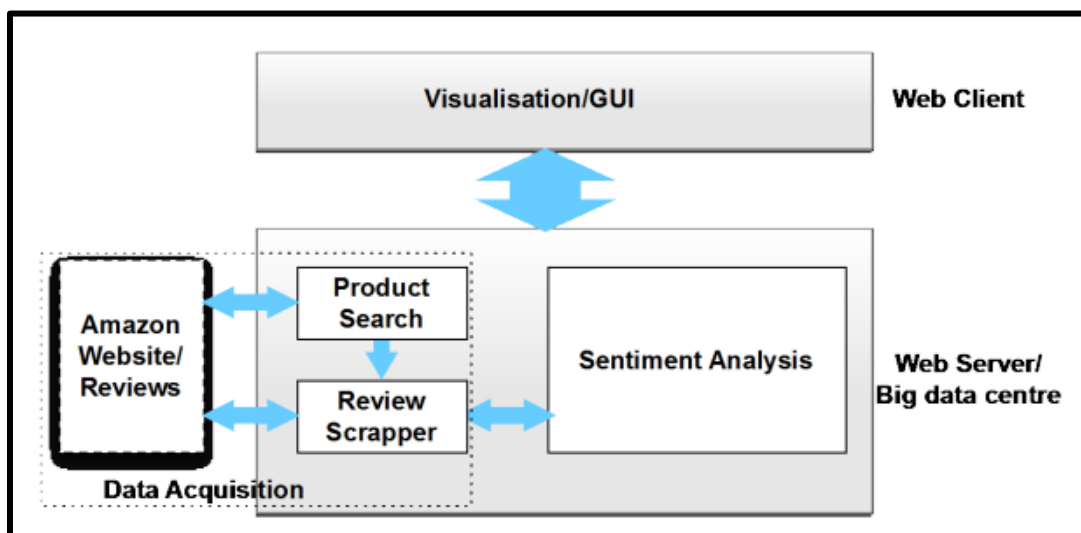 Visualisation/GUI
Web Client
Product
Search
Amazon
Website/
Reviews
Sentiment Analysis
Web Server/
Big data centre
Review
Scrapper
Data Acquisition